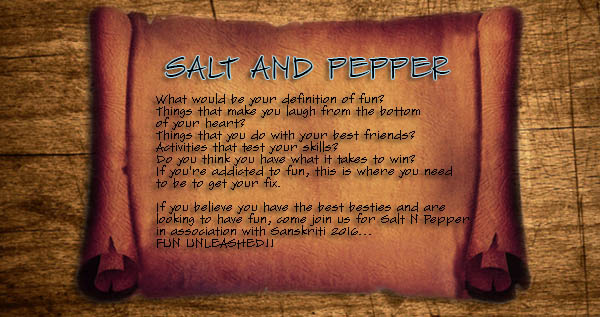 SALT AND PEPPER
What would be your definition of fun?
Things that make you laugh from the bottom
of your heart?
Things that you do with your best friends?
Activities that test your skills?
Do you think you have what it takes to win?
If you're addicted to fun, this is where you need
to be to get your fix.
If you believe you have the best besties and are
looking to have fun, come join us for Salt N Pepper
in association with Sanskriti 2016...
FUN UNLEASHED!!